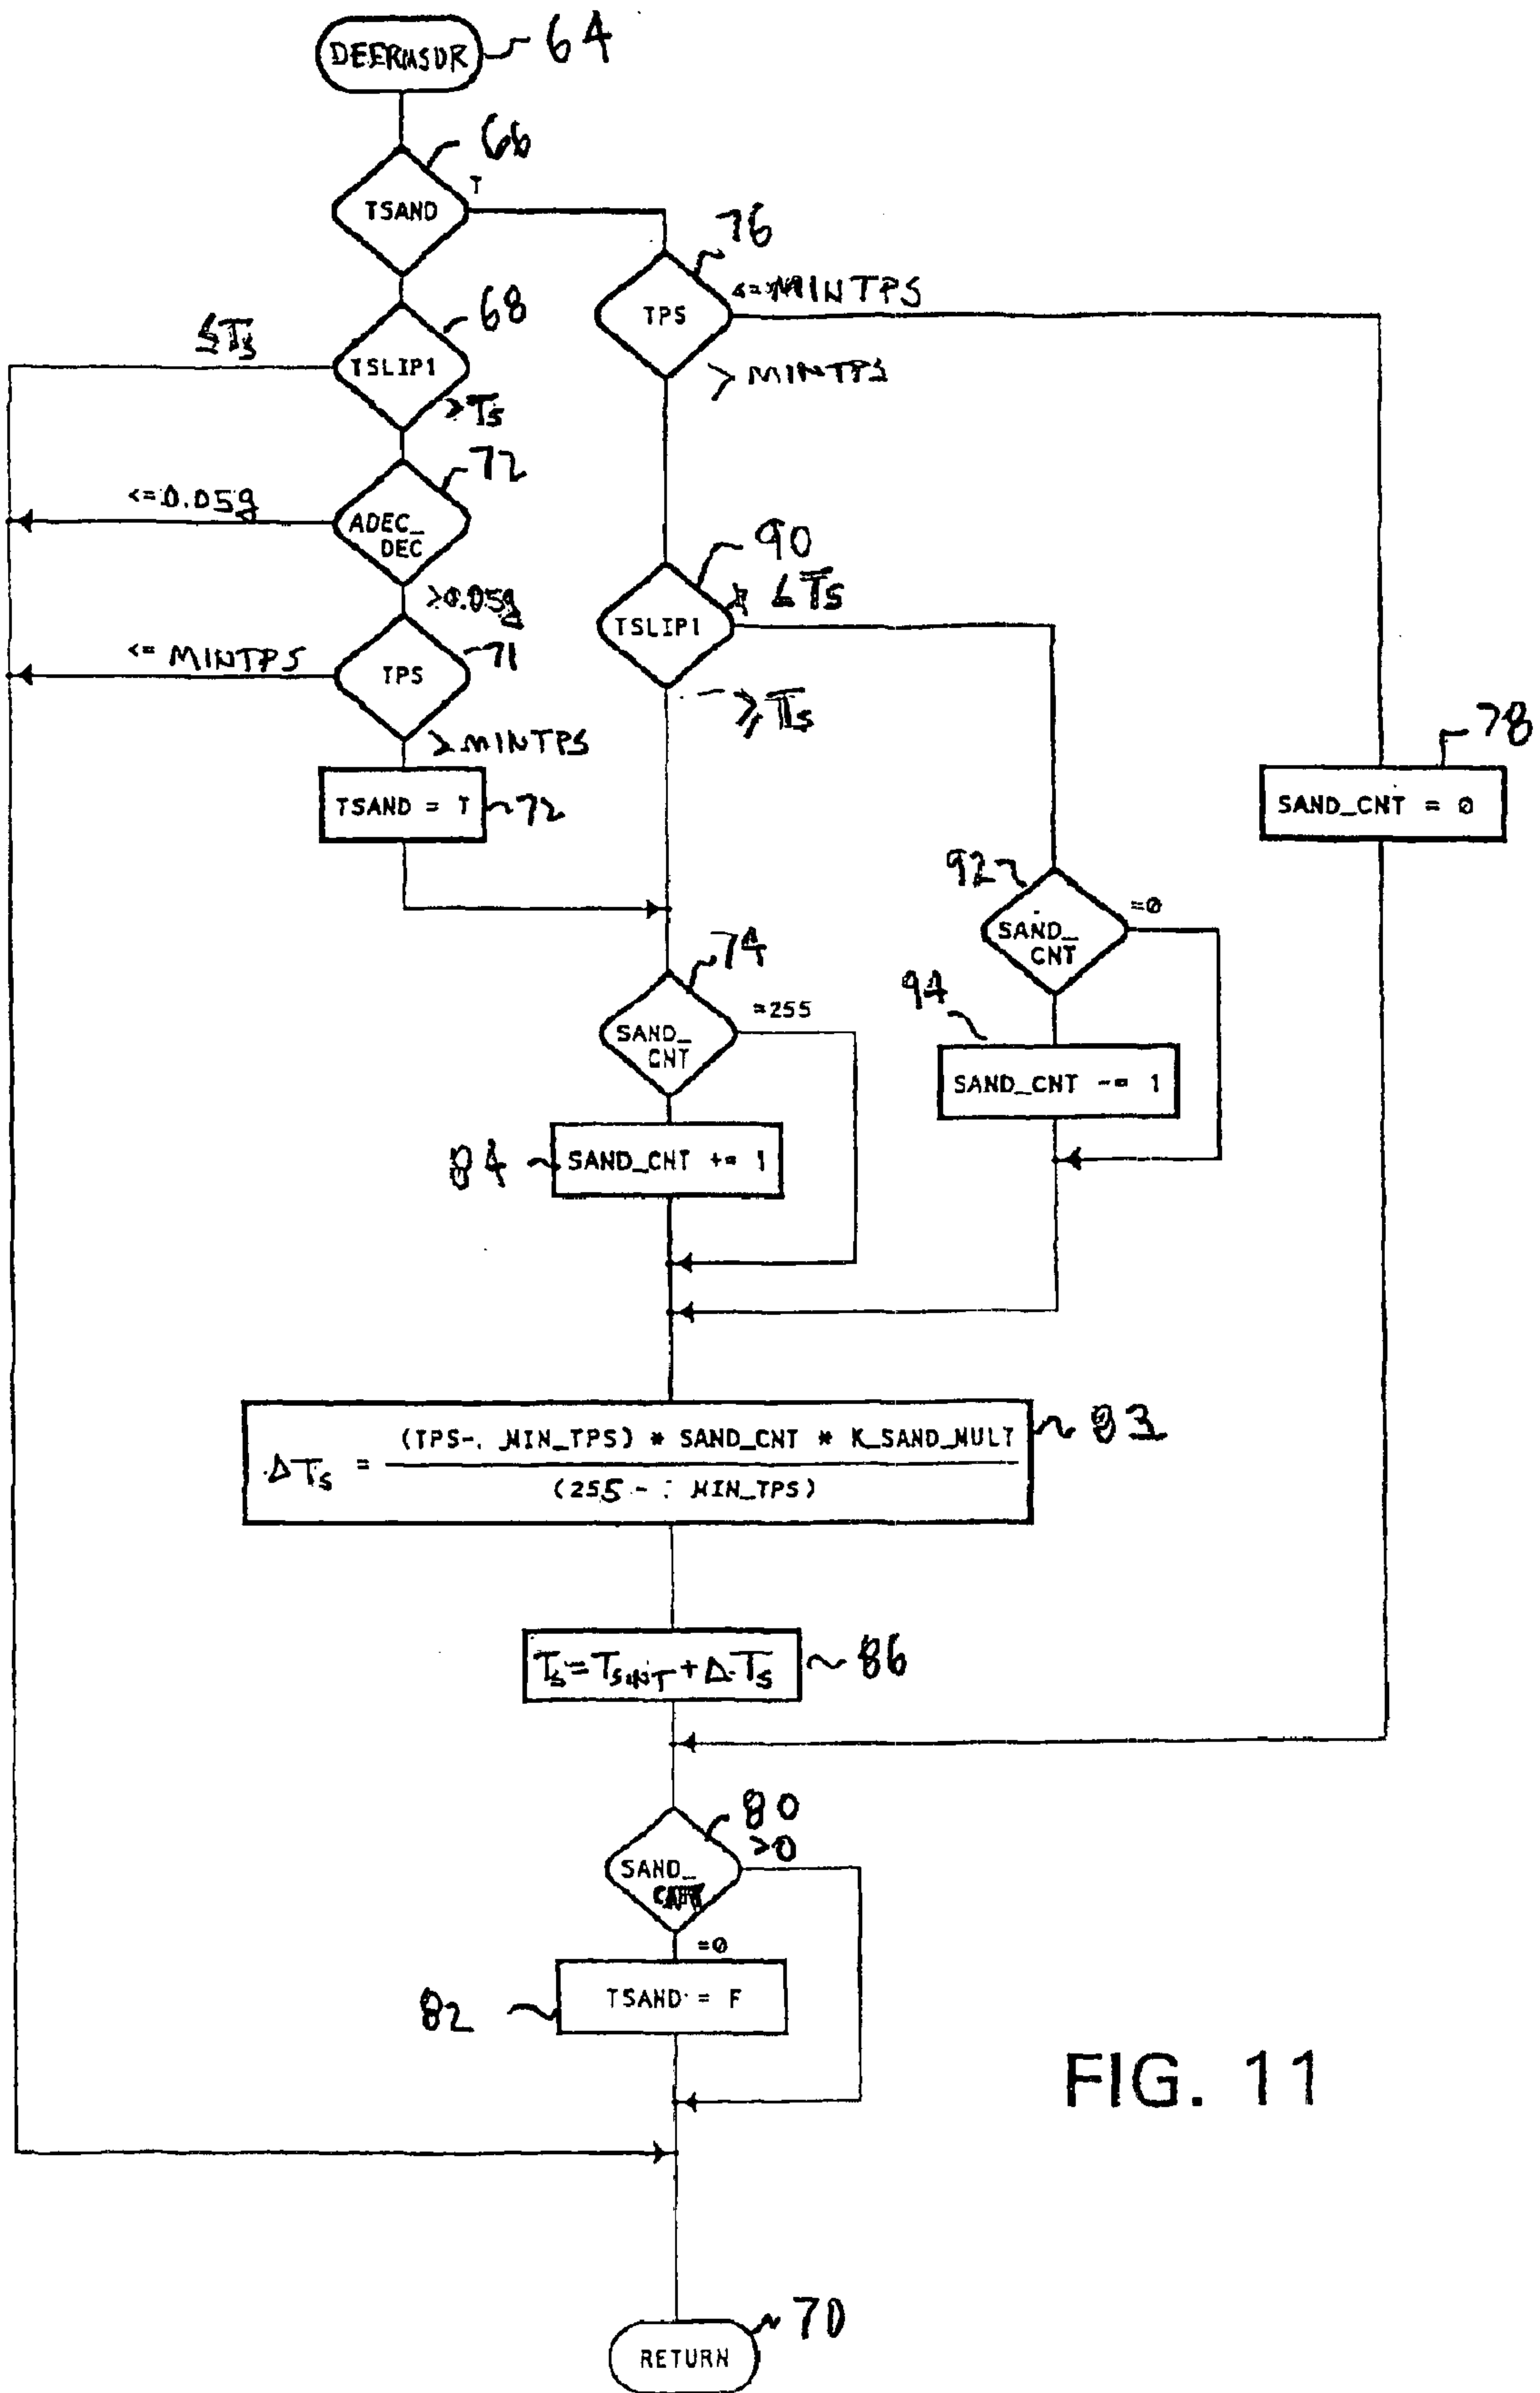 DEERMSDR 64
66
TSAND T
76
TPS <= MINTPS
> MINTPS
68
≤Ts
TSLIP1
≥Ts
72
<=0.05g
ADEC_
DEC
>0.05g
90
<Ts
TSLIP1
≥Ts
<= MINTPS
TPS 71
> MINTPS
TSAND = T 72
78
SAND_CNT = 0
92
SAND_
CNT
=0
94
SAND_CNT -= 1
74
SAND_
CNT
=255
84 SAND_CNT += 1
ΔTs = (TPS - MIN_TPS) * SAND_CNT * K_SAND_MULT 83
(255 - MIN_TPS)
Ts = TsINT + ΔTs 86
80
>0
SAND_
=0
82 TSAND = F
FIG. 11
70
RETURN